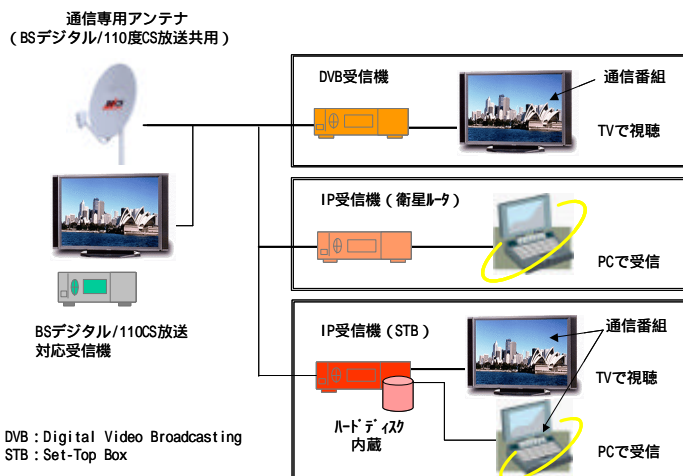 通信専用アンテナ
(BSデジタル/110度CS放送共用)
DVB受信機
通信番組
TVで視聴
IP受信機(衛星ルータ)
PCで受信
BSデジタル/110CS放送
対応受信機
IP受信機(STB)
通信番組
TVで視聴
ハードディスク
内蔵
PCで受信
DVB:Digital Video Broadcasting
STB:Set-Top Box